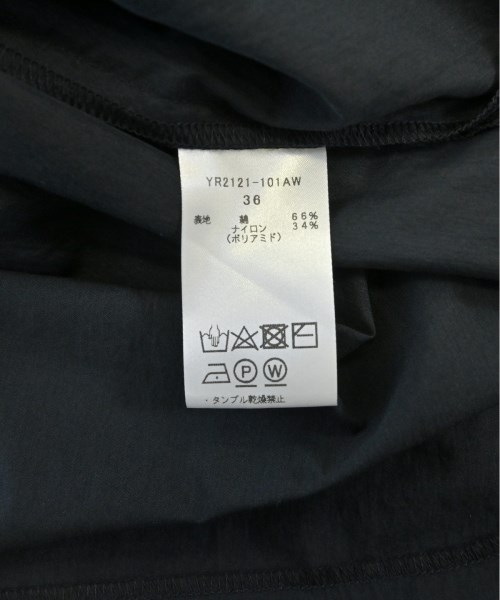 YR2121-101AW
36
表地 綿 66%
ナイロン 34%
(ポリアミド)
P W
・タンブル乾燥禁止